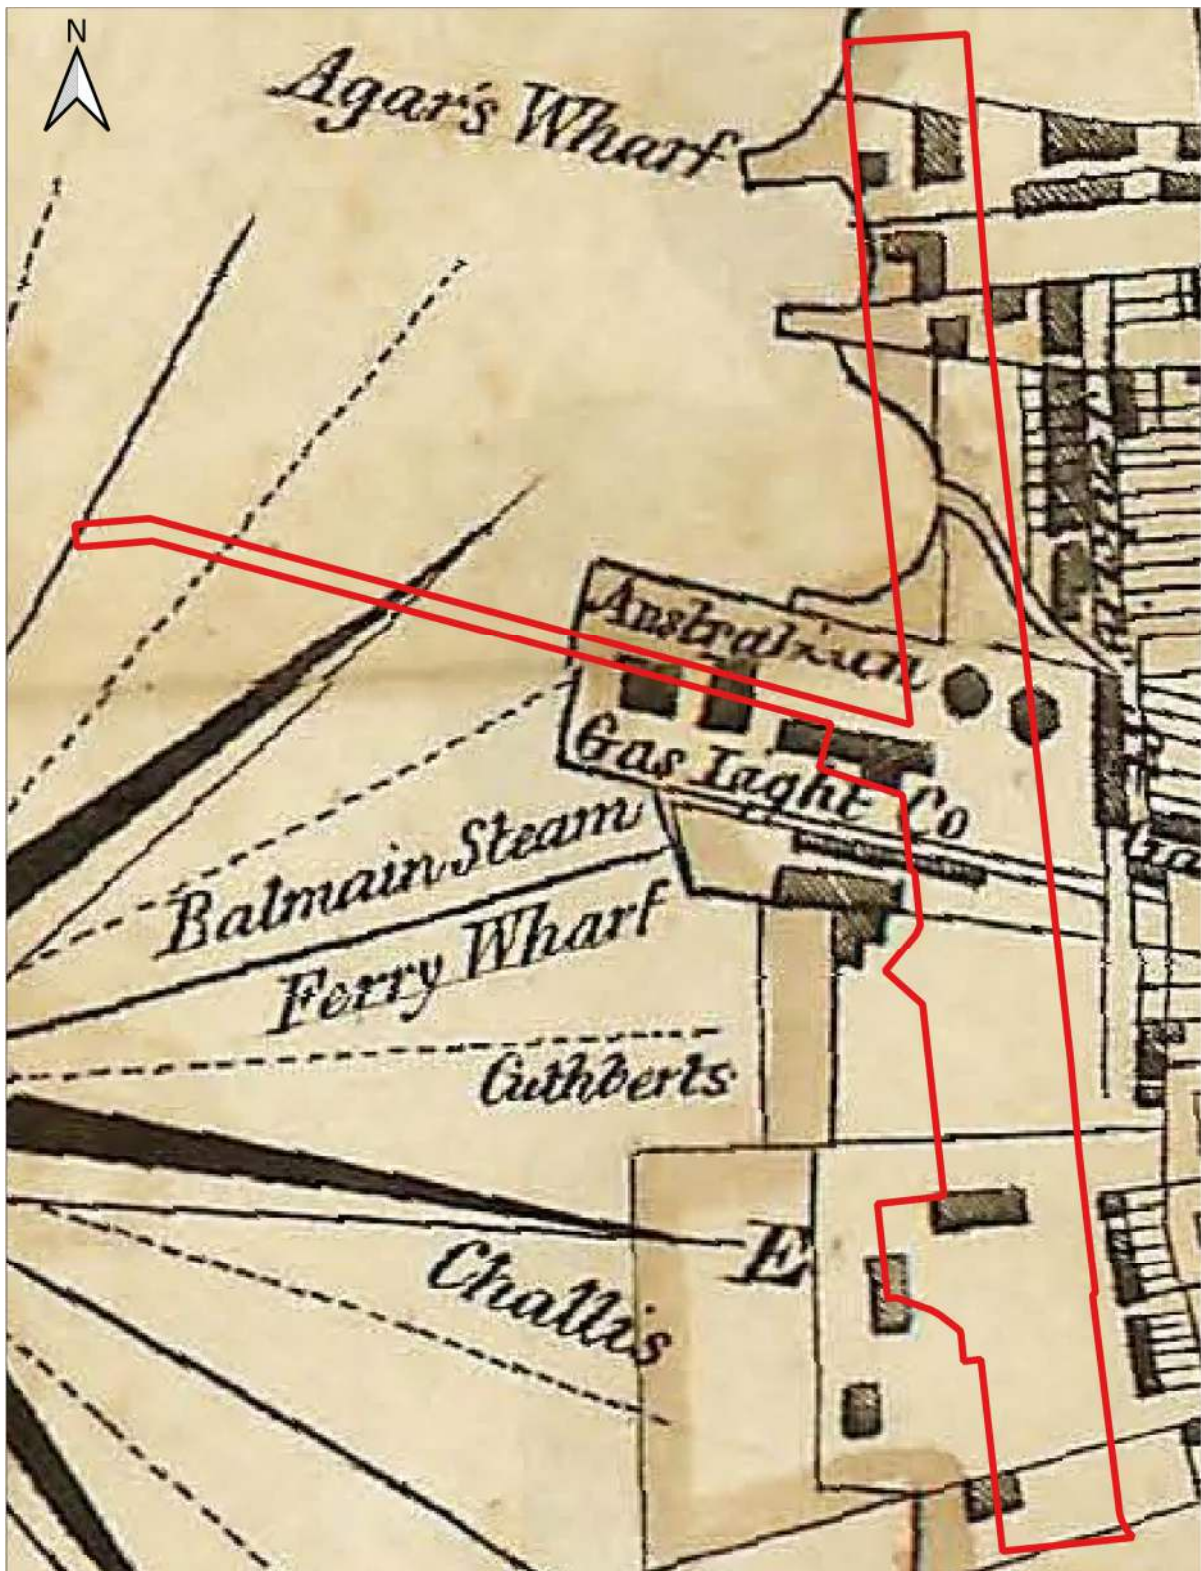 N
Agar's Wharf
Australian
Gas Light Co
Balmain Steam
Ferry Wharf
Cuthberts
E
Challis